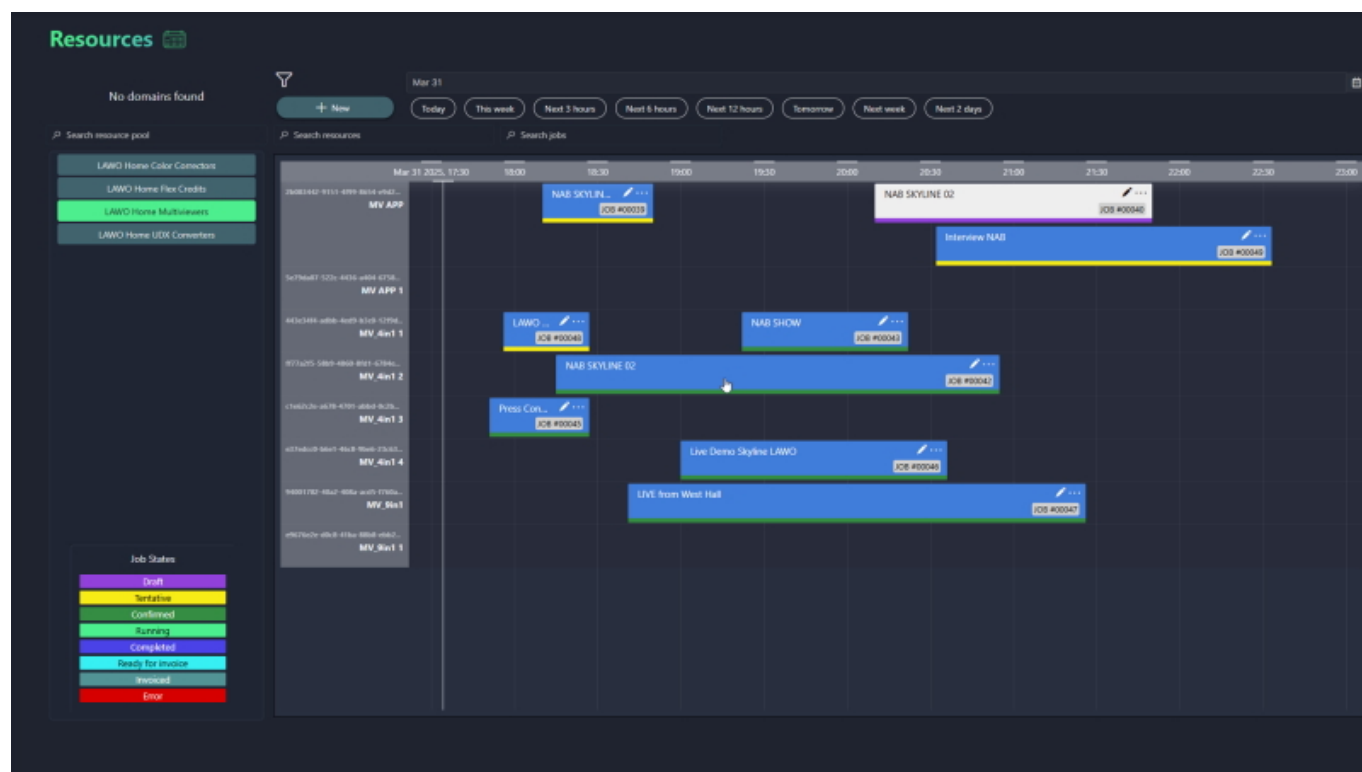 Resources
No domains found
Mar 31
New
Today
This week
Next 3 hours
Next 6 hours
Next 12 hours
Tomorrow
Next week
Next 2 days
Search resource pool
Search resources
Search jobs
LAWO Home Color Correctors
LAWO Home Flex Credits
LAWO Home Multiviewers
LAWO Home UDX Converters
Mar 31 2025, 17:30
18:00
18:30
19:00
19:30
20:00
20:30
21:00
21:30
22:00
22:30
23:00
MV APP
NAB SKYLIN... ...
JOB #00039
NAB SKYLINE 02 ...
JOB #00040
Interview NAB ...
JOB #00049
MV APP 1
MV_4in1 1
LAWO ... ...
JOB #00048
NAB SHOW ...
JOB #00043
MV_4in1 2
NAB SKYLINE 02 ...
JOB #00042
MV_4in1 3
Press Con... ...
JOB #00045
MV_4in1 4
Live Demo Skyline LAWO ...
JOB #00046
MV_9in1
LIVE from West Hall ...
JOB #00047
MV_9in1 1
Job States
Draft
Tentative
Confirmed
Running
Completed
Ready for invoice
Invoiced
Error